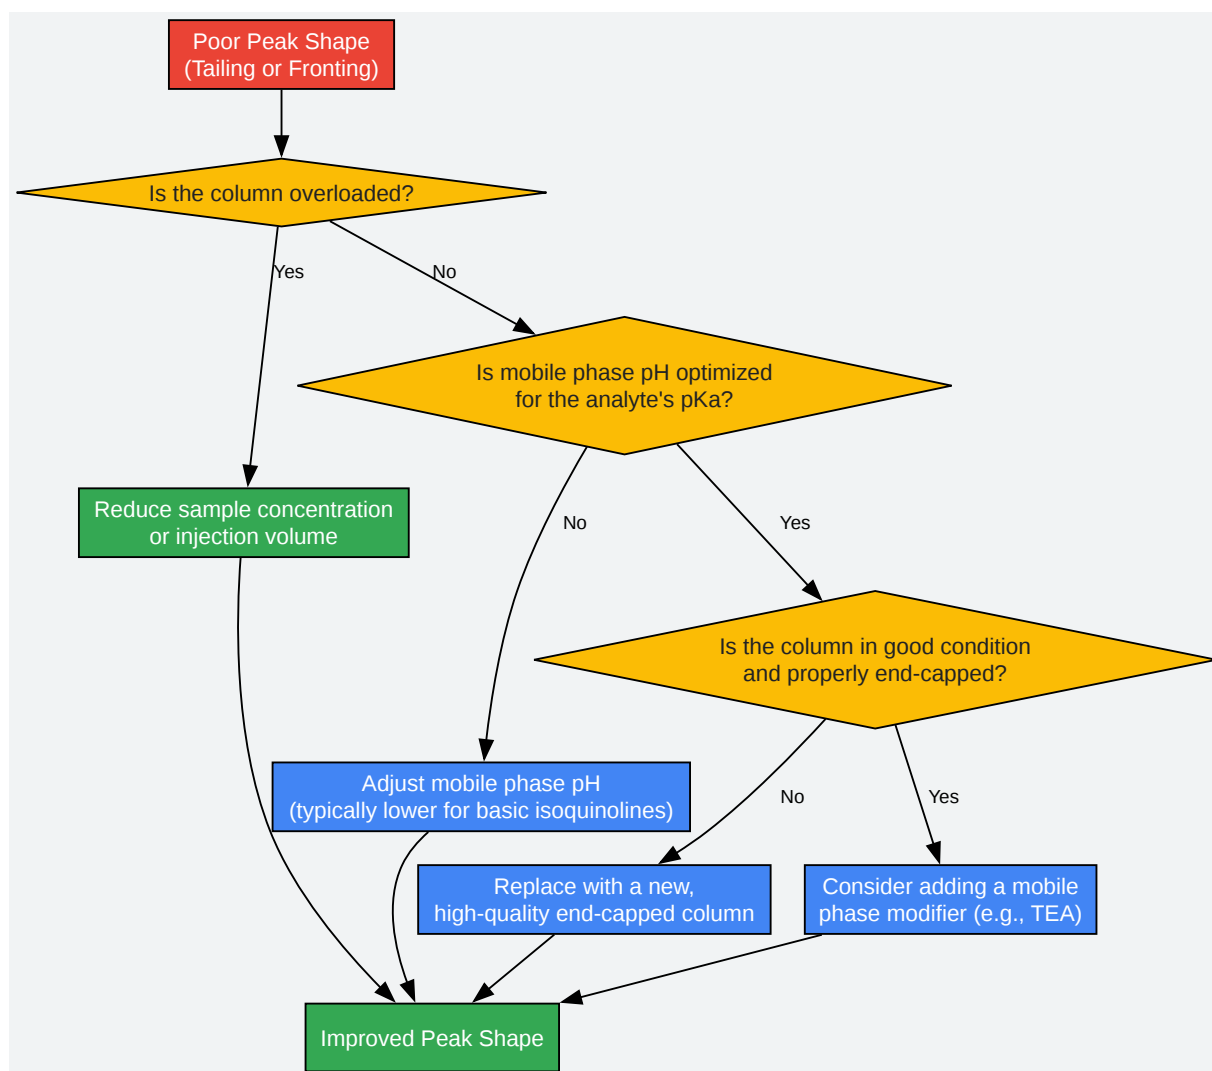 Poor Peak Shape
(Tailing or Fronting)
Is the column overloaded?
Yes
No
Is mobile phase pH optimized
for the analyte's pKa?
Reduce sample concentration
or injection volume
No
Yes
Is the column in good condition
and properly end-capped?
Adjust mobile phase pH
(typically lower for basic isoquinolines)
No
Yes
Replace with a new,
high-quality end-capped column
Consider adding a mobile
phase modifier (e.g., TEA)
Improved Peak Shape